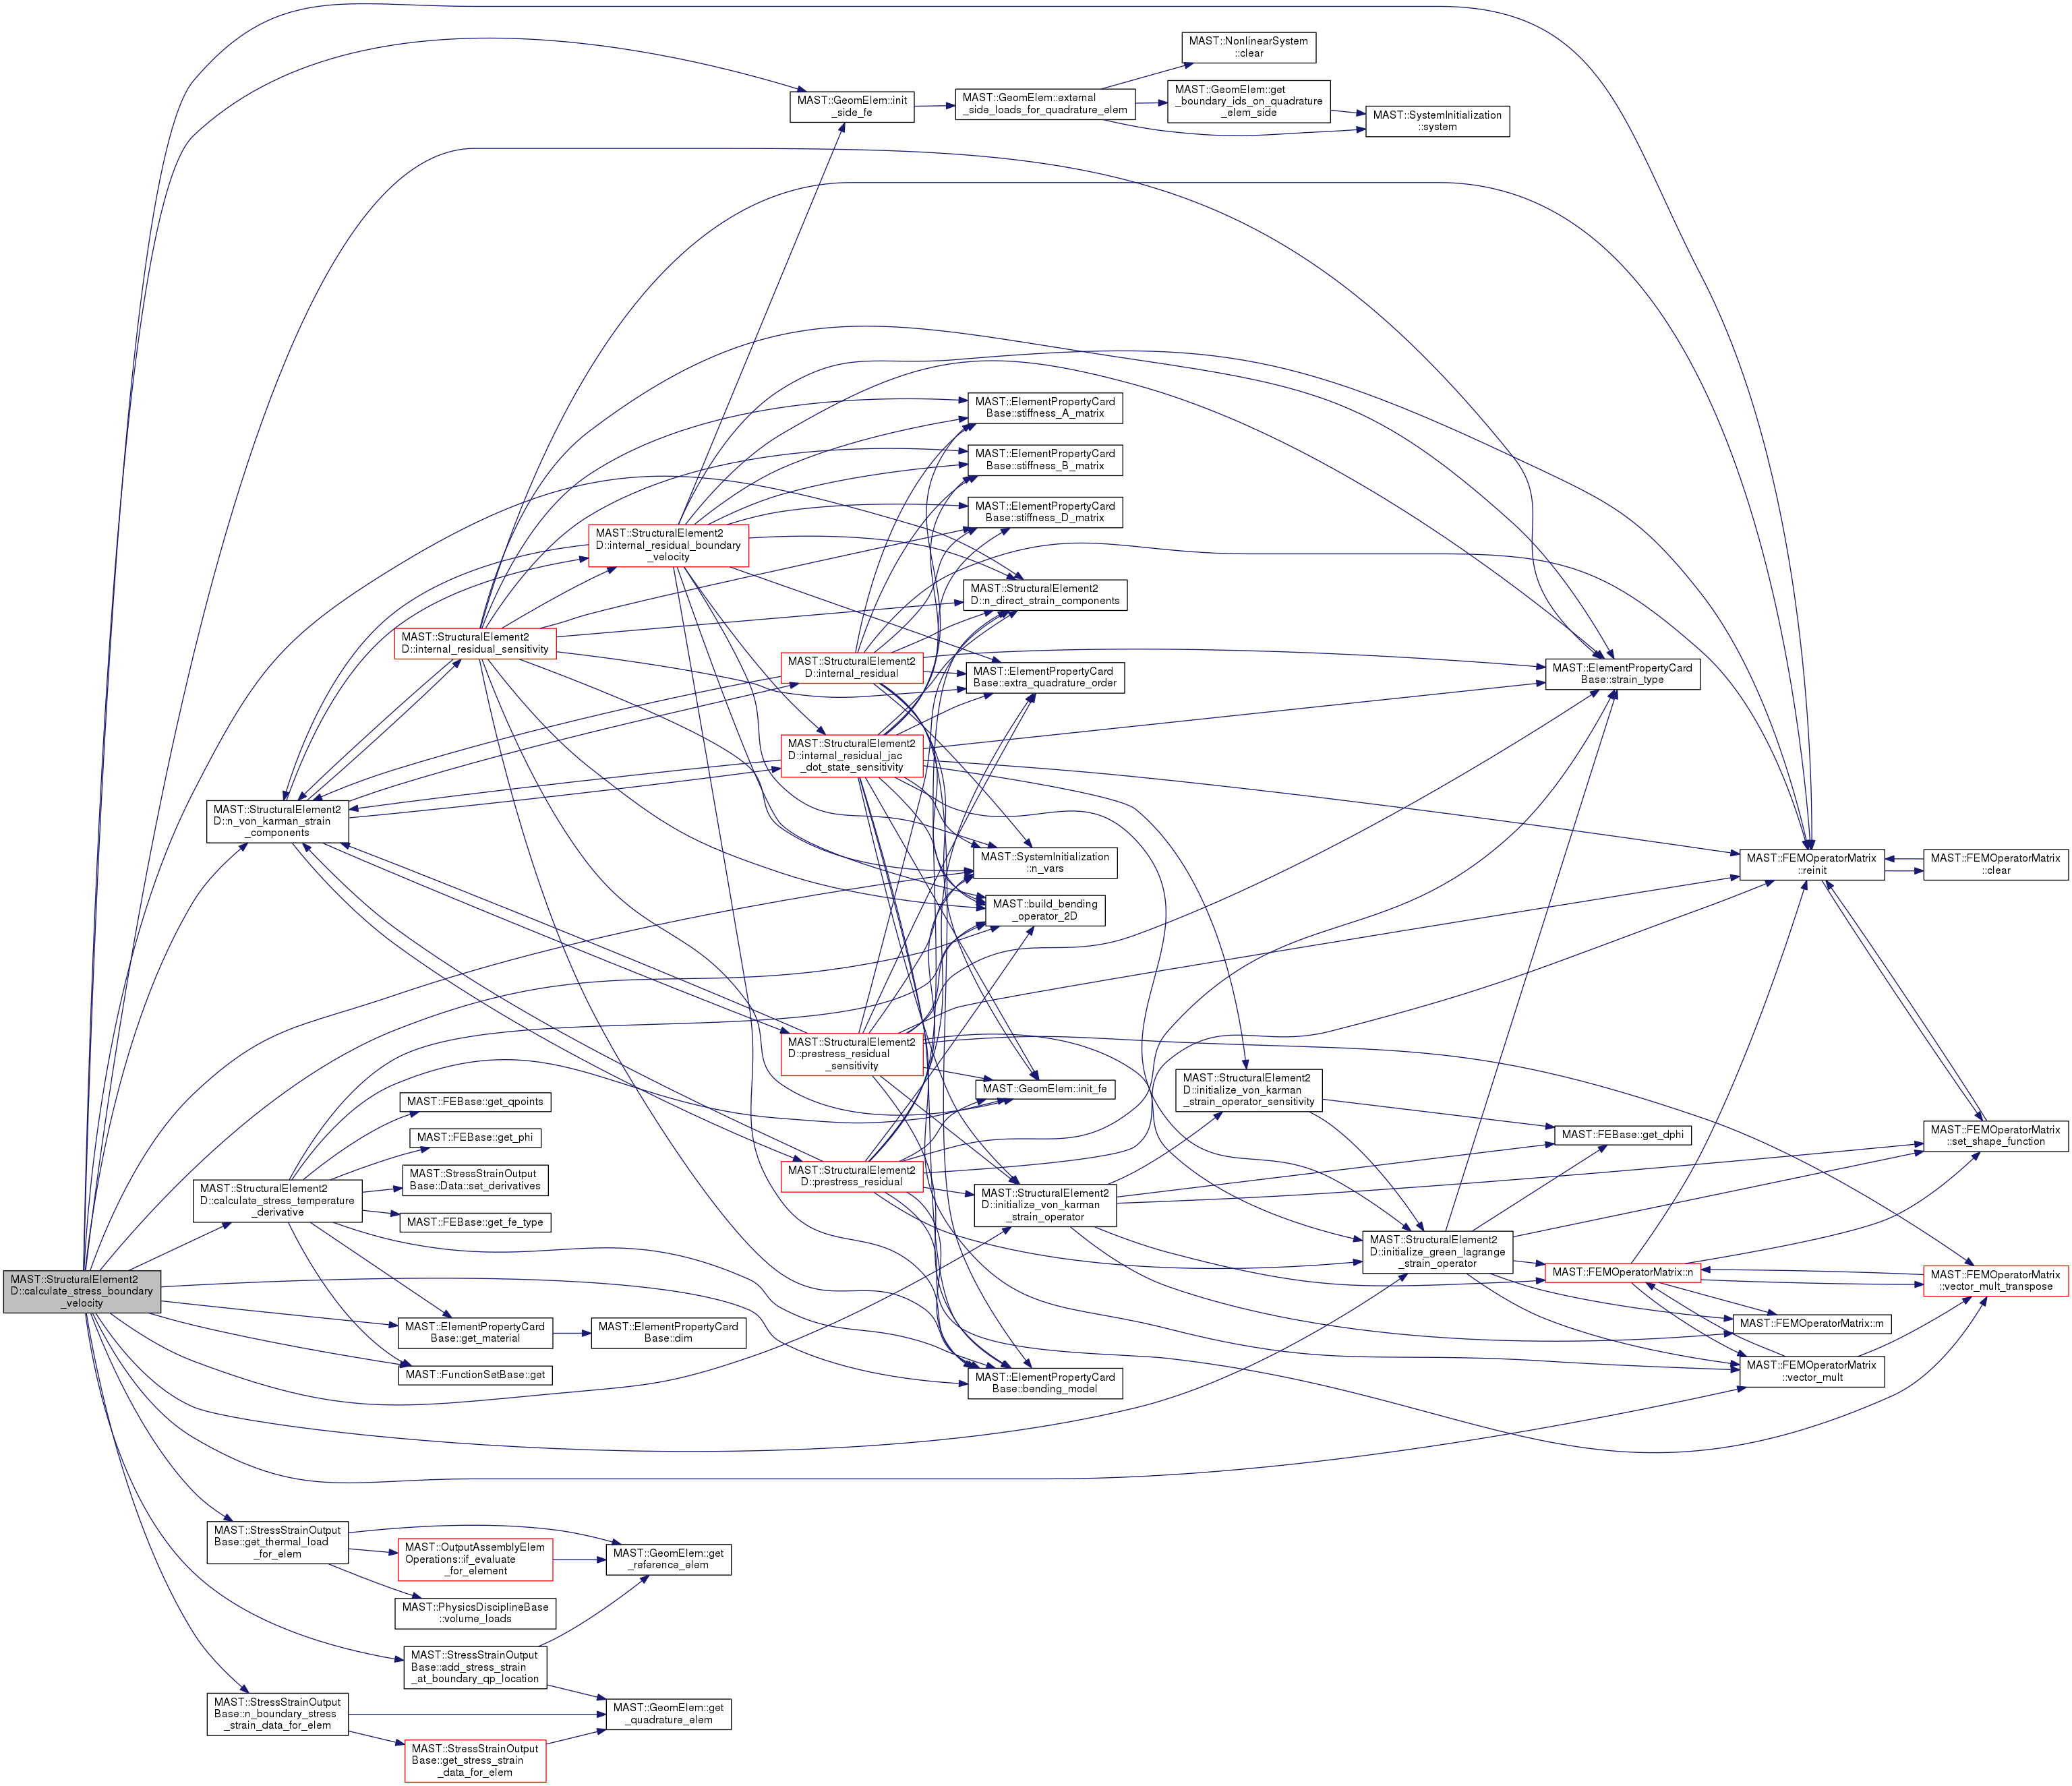 MAST::NonlinearSystem
::clear
MAST::GeomElem::init
_side_fe
MAST::GeomElem::external
_side_loads_for_quadrature_elem
MAST::GeomElem::get
_boundary_ids_on_quadrature
_elem_side
MAST::SystemInitialization
::system
MAST::ElementPropertyCard
Base::stiffness_A_matrix
MAST::ElementPropertyCard
Base::stiffness_B_matrix
MAST::ElementPropertyCard
Base::stiffness_D_matrix
MAST::StructuralElement2
D::internal_residual_boundary
_velocity
MAST::StructuralElement2
D::n_direct_strain_components
MAST::StructuralElement2
D::internal_residual_sensitivity
MAST::StructuralElement2
D::internal_residual
MAST::ElementPropertyCard
Base::extra_quadrature_order
MAST::ElementPropertyCard
Base::strain_type
MAST::StructuralElement2
D::internal_residual_jac
_dot_state_sensitivity
MAST::StructuralElement2
D::n_von_karman_strain
_components
MAST::SystemInitialization
::n_vars
MAST::FEMOperatorMatrix
::reinit
MAST::FEMOperatorMatrix
::clear
MAST::build_bending
_operator_2D
MAST::StructuralElement2
D::prestress_residual
_sensitivity
MAST::GeomElem::init_fe
MAST::StructuralElement2
D::initialize_von_karman
_strain_operator_sensitivity
MAST::FEBase::get_qpoints
MAST::FEBase::get_phi
MAST::FEBase::get_dphi
MAST::FEMOperatorMatrix
::set_shape_function
MAST::StressStrainOutput
Base::Data::set_derivatives
MAST::StructuralElement2
D::prestress_residual
MAST::StructuralElement2
D::calculate_stress_temperature
_derivative
MAST::StructuralElement2
D::initialize_von_karman
_strain_operator
MAST::FEBase::get_fe_type
MAST::StructuralElement2
D::initialize_green_lagrange
_strain_operator
MAST::FEMOperatorMatrix::n
MAST::FEMOperatorMatrix
::vector_mult_transpose
MAST::StructuralElement2
D::calculate_stress_boundary
_velocity
MAST::FEMOperatorMatrix::m
MAST::ElementPropertyCard
Base::get_material
MAST::ElementPropertyCard
Base::dim
MAST::FEMOperatorMatrix
::vector_mult
MAST::FunctionSetBase::get
MAST::ElementPropertyCard
Base::bending_model
MAST::StressStrainOutput
Base::get_thermal_load
_for_elem
MAST::OutputAssemblyElem
Operations::if_evaluate
_for_element
MAST::GeomElem::get
_reference_elem
MAST::PhysicsDisciplineBase
::volume_loads
MAST::StressStrainOutput
Base::add_stress_strain
_at_boundary_qp_location
MAST::StressStrainOutput
Base::n_boundary_stress
_strain_data_for_elem
MAST::GeomElem::get
_quadrature_elem
MAST::StressStrainOutput
Base::get_stress_strain
_data_for_elem